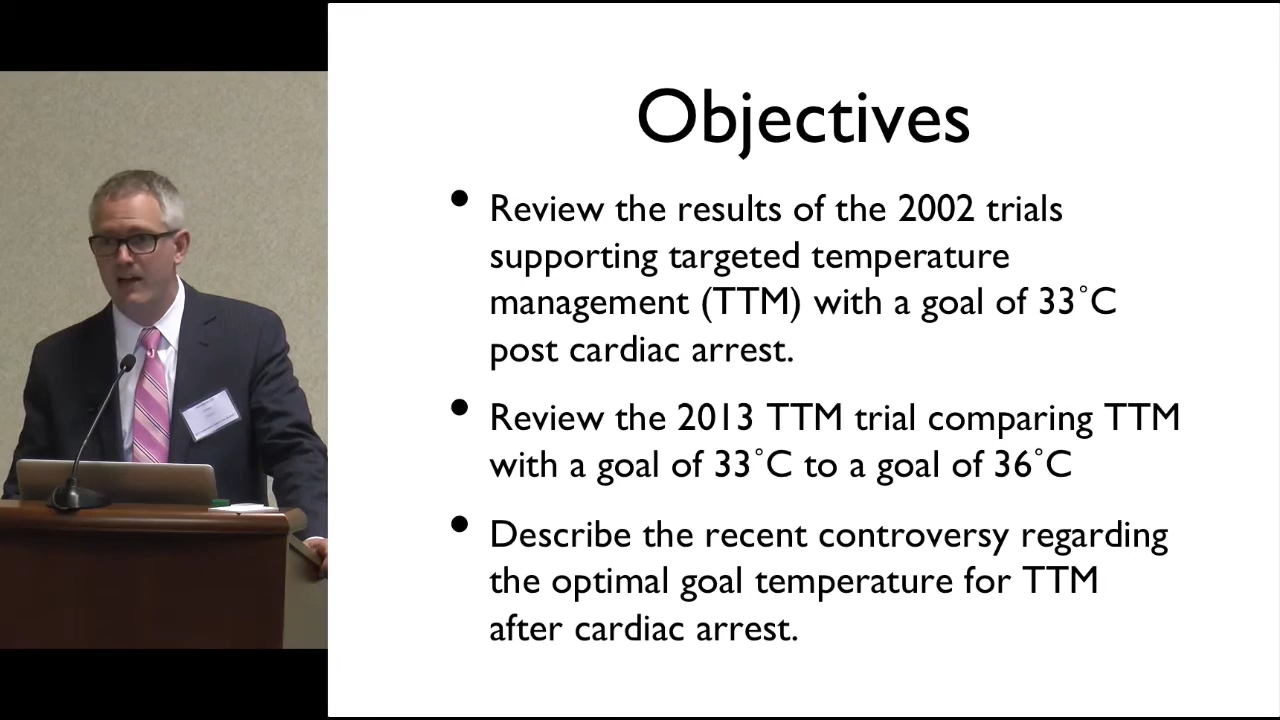 Objectives
• Review the results of the 2002 trials
supporting targeted temperature
management (TTM) with a goal of 33˚C
post cardiac arrest.
• Review the 2013 TTM trial comparing TTM
with a goal of 33˚C to a goal of 36˚C
• Describe the recent controversy regarding
the optimal goal temperature for TTM
after cardiac arrest.